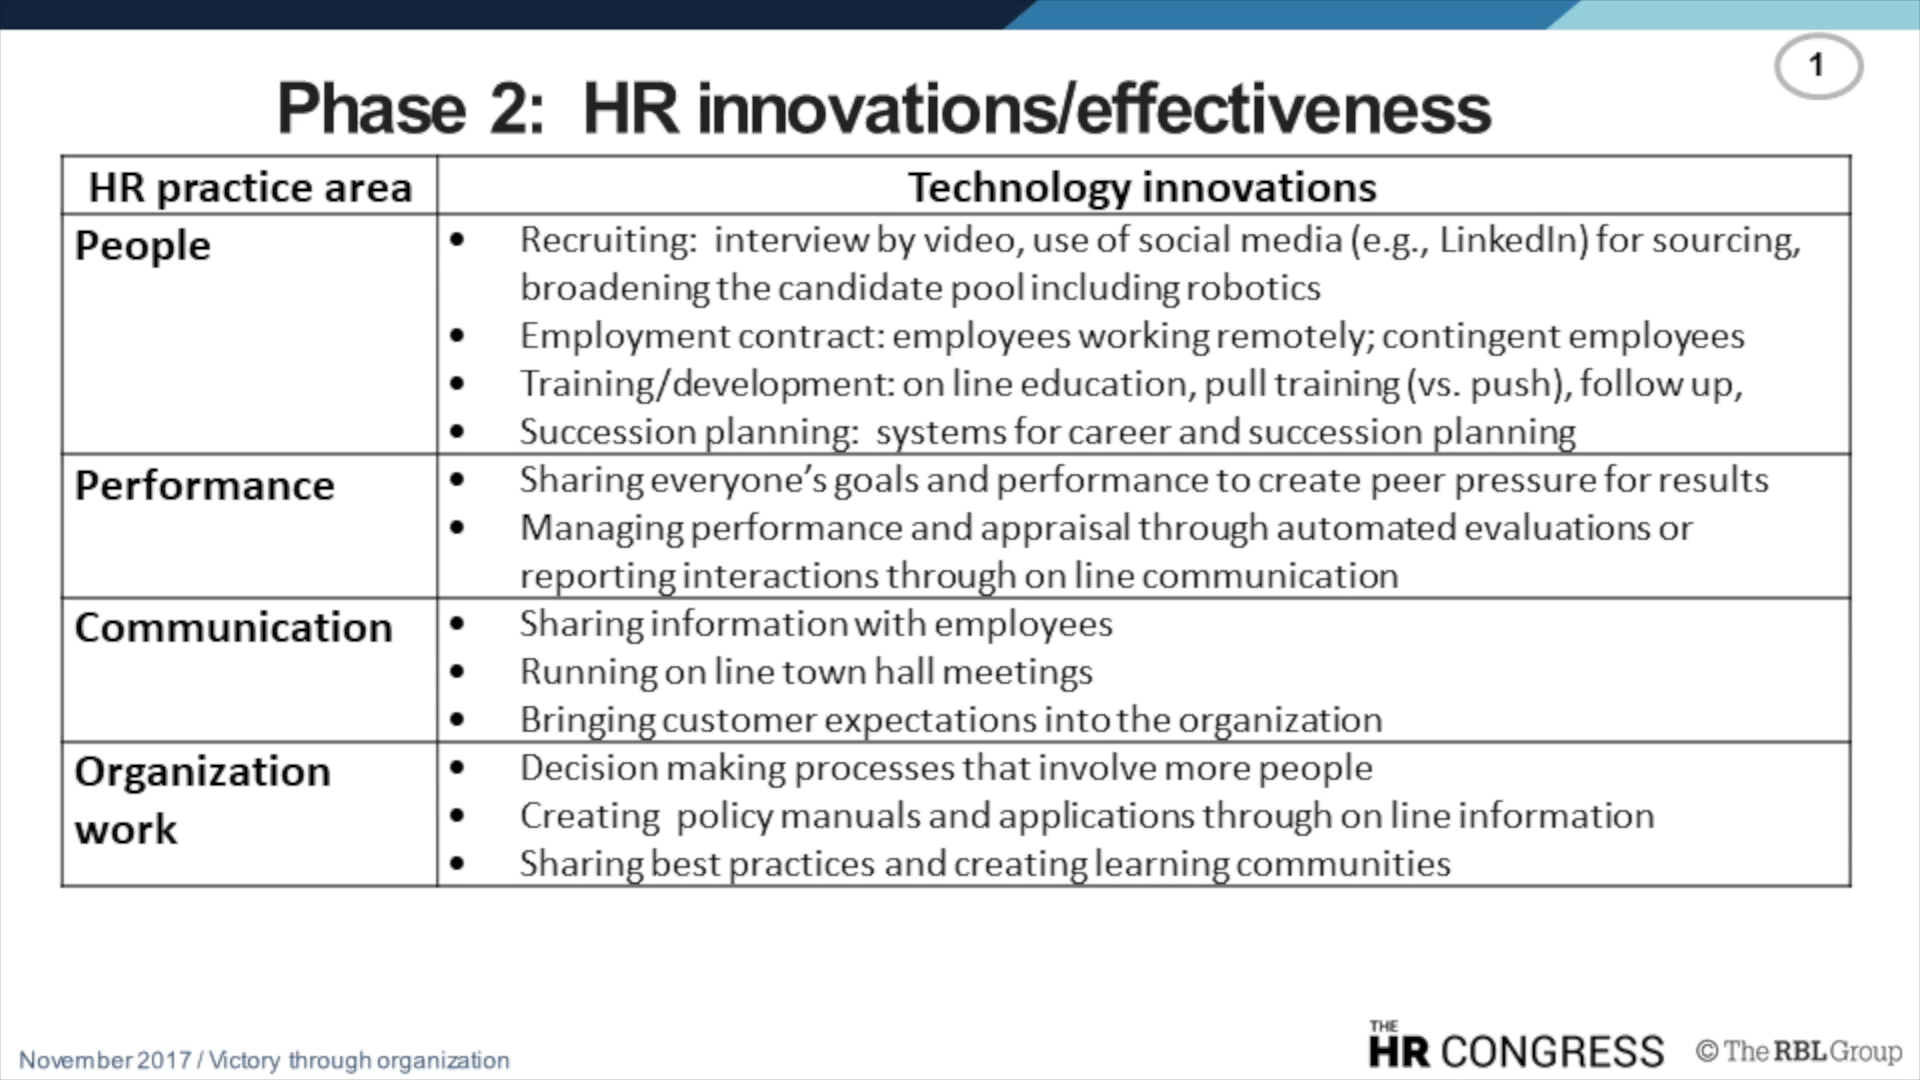 1
Phase 2: HR innovations/effectiveness
HR practice area
Technology innovations
People
• Recruiting: interview by video, use of social media (e.g., LinkedIn) for sourcing,
broadening the candidate pool including robotics
• Employment contract: employees working remotely; contingent employees
• Training/development: on line education, pull training (vs. push), follow up,
• Succession planning: systems for career and succession planning
Performance
• Sharing everyone’s goals and performance to create peer pressure for results
• Managing performance and appraisal through automated evaluations or
reporting interactions through on line communication
Communication
• Sharing information with employees
• Running on line town hall meetings
• Bringing customer expectations into the organization
Organization
work
• Decision making processes that involve more people
• Creating policy manuals and applications through on line information
• Sharing best practices and creating learning communities
November 2017 / Victory through organization
THE
HR CONGRESS
© The RBL Group